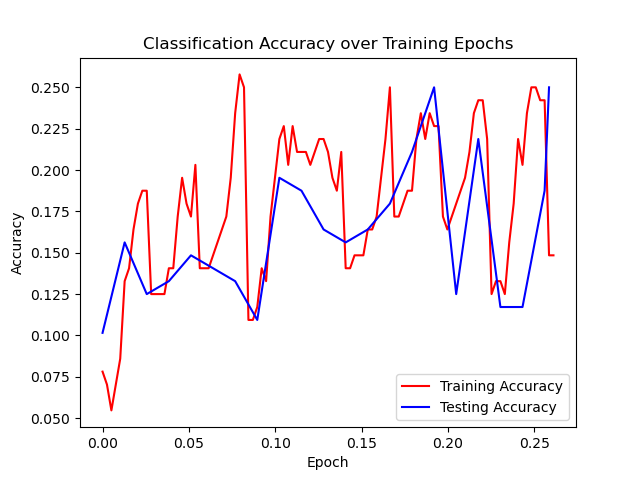 Classification Accuracy over Training Epochs
0.250
0.225
0.200
0.175
0.150
0.125
0.100
0.075
0.050
Accuracy
Training Accuracy
Testing Accuracy
0.00 0.05 0.10 0.15 0.20 0.25
Epoch